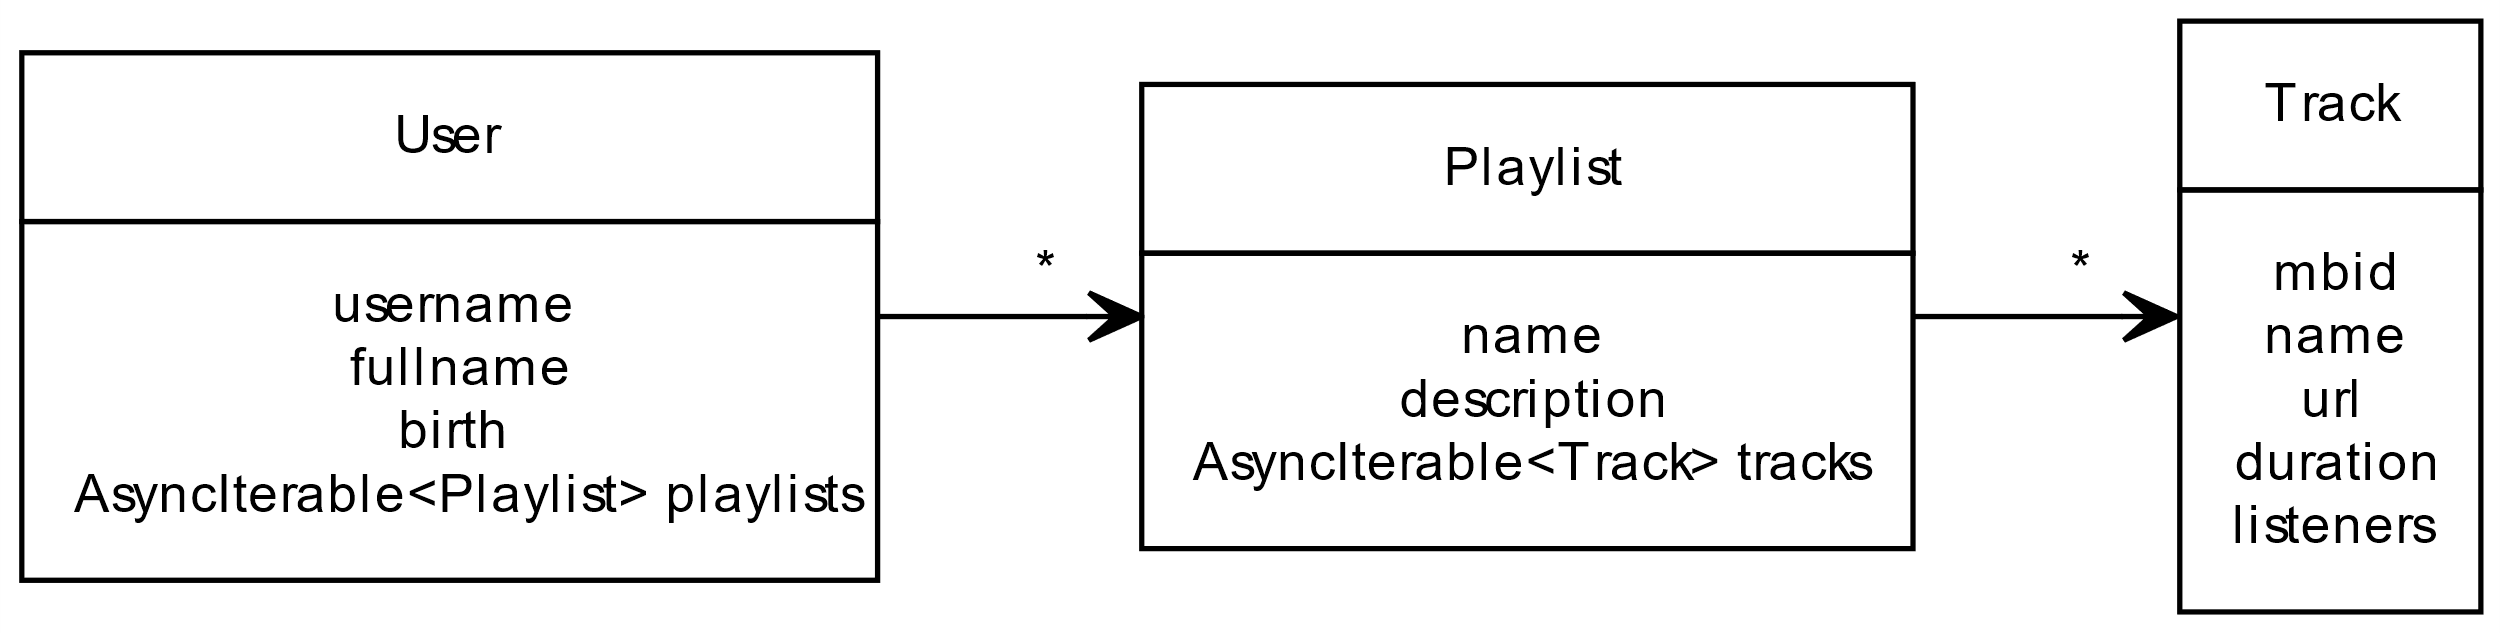 User
username
fullname
birth
AsyncIterable<Playlist> playlists
*
Playlist
name
description
AsyncIterable<Track> tracks
*
Track
mbid
name
url
duration
listeners